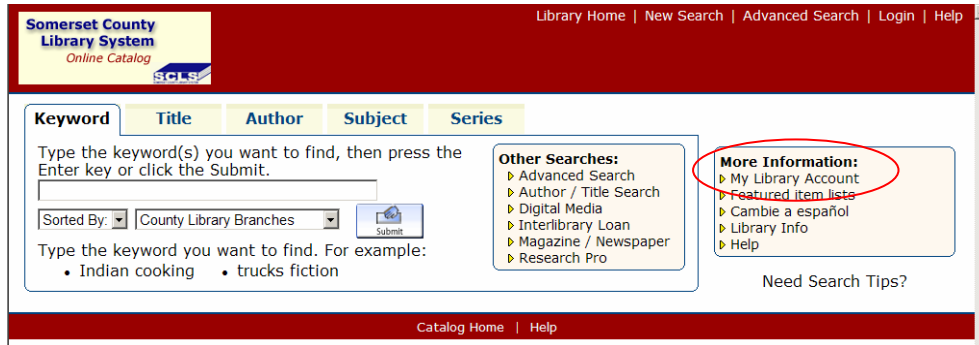 Somerset County
Library System
Online Catalog
SCLS
Library Home | New Search | Advanced Search | Login | Help
Keyword Title Author Subject Series
Type the keyword(s) you want to find, then press the
Enter key or click the Submit.
Sorted By: County Library Branches Submit
Type the keyword you want to find. For example:
• Indian cooking • trucks fiction
Other Searches:
Advanced Search
Author / Title Search
Digital Media
Interlibrary Loan
Magazine / Newspaper
Research Pro
More Information:
My Library Account
Featured item lists
Cambie a español
Library Info
Help
Need Search Tips?
Catalog Home | Help